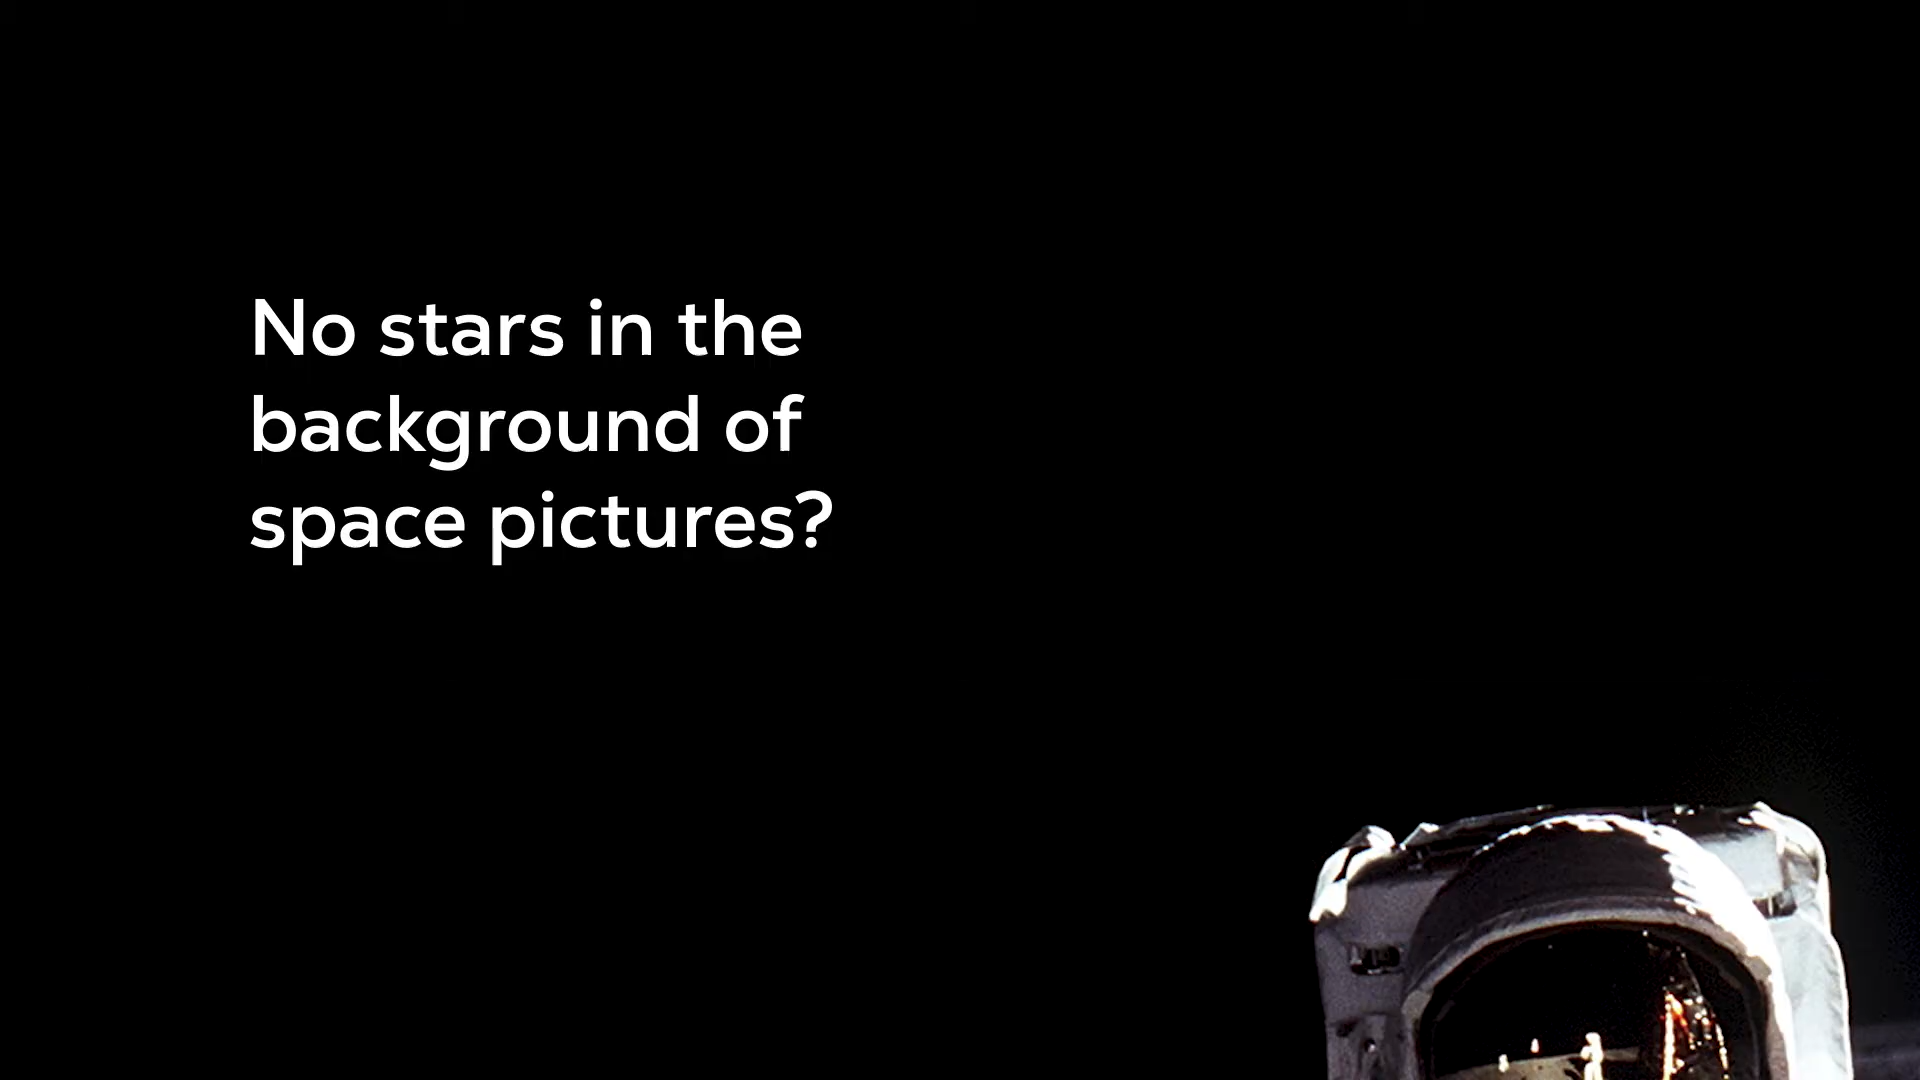 No stars in the
background of
space pictures?